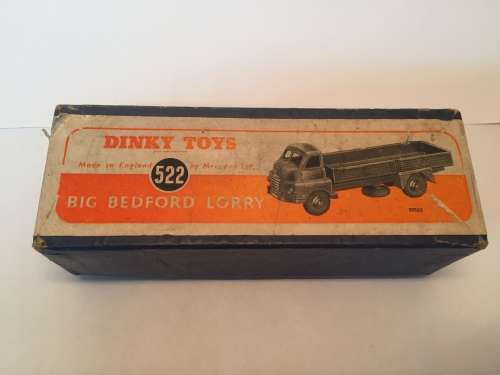 DINKY TOYS
Made in England by Meccano Ltd.
522
BIG BEDFORD LORRY